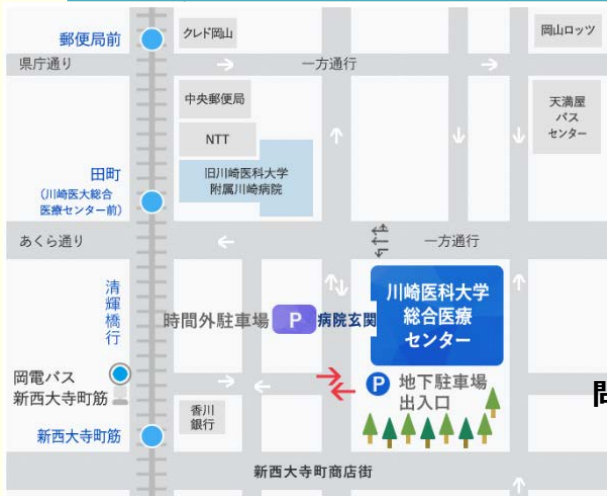 郵便局前
クレド岡山
岡山ロッツ
県庁通り
一方通行
中央郵便局
天満屋
バス
センター
NTT
田町
(川崎医大総合
医療センター前)
旧川崎医科大学
附属川崎病院
あくら通り
一方通行
清輝橋行
時間外駐車場
P
病院玄関
川崎医科大学
総合医療
センター
岡電バス
新西大寺町筋
P
地下駐車場
出入口
香川
銀行
新西大寺町筋
新西大寺町商店街